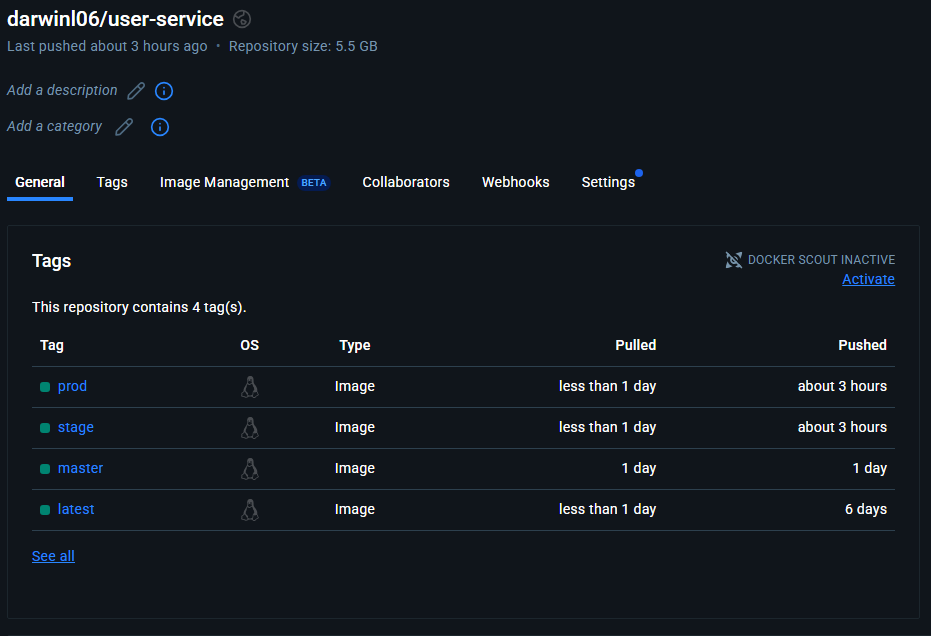 darwinl06/user-service
Last pushed about 3 hours ago • Repository size: 5.5 GB
Add a description
Add a category
General Tags Image Management BETA Collaborators Webhooks Settings
Tags
DOCKER SCOUT INACTIVE
Activate
This repository contains 4 tag(s).
Tag OS Type Pulled Pushed
prod Image less than 1 day about 3 hours
stage Image less than 1 day about 3 hours
master Image 1 day 1 day
latest Image less than 1 day 6 days
See all